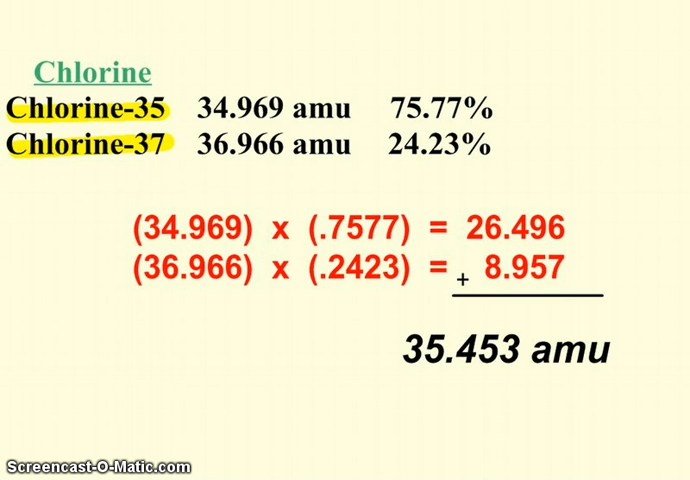 Chlorine
Chlorine-35 34.969 amu 75.77%
Chlorine-37 36.966 amu 24.23%
(34.969) x (.7577) = 26.496
(36.966) x (.2423) = + 8.957
35.453 amu
Screencast-O-Matic.com